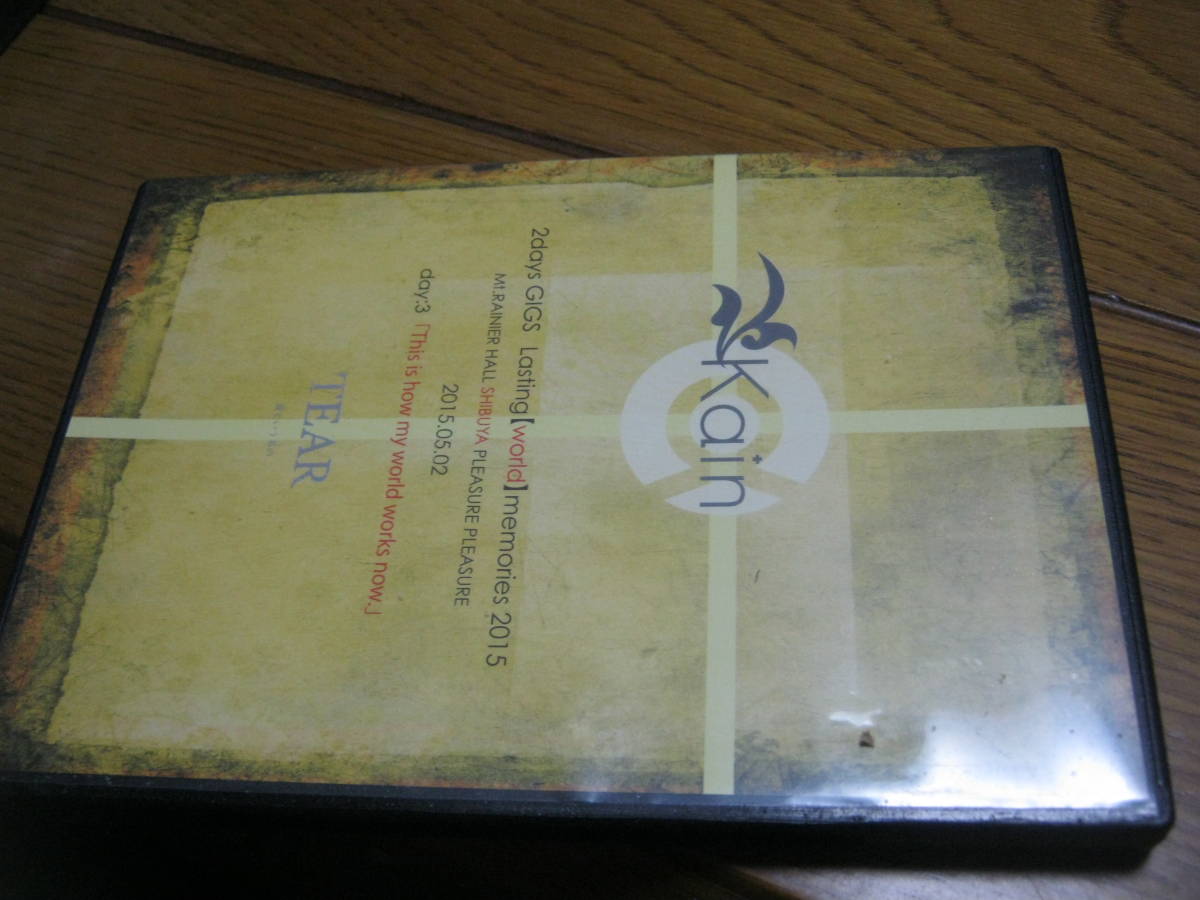 Kain
2days GIGS Lasting【world】memories 2015
Mt.RAINIER HALL SHIBUYA PLEASURE PLEASURE
2015.05.02
day:3「This is how my world works now.」
TEAR